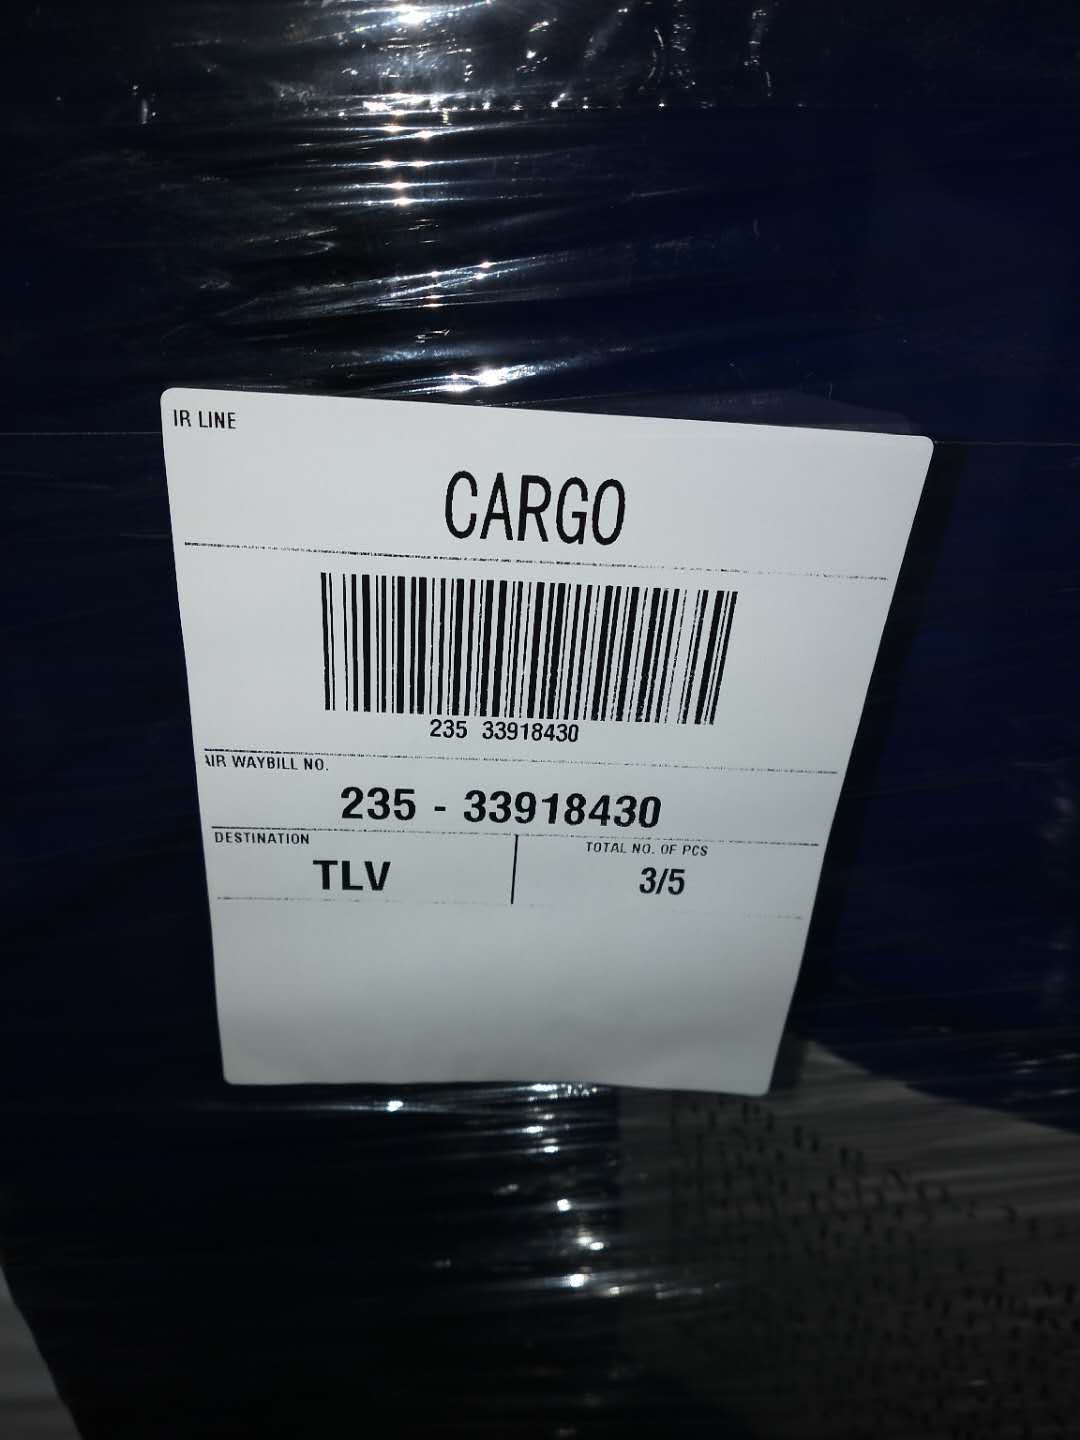 IR LINE
CARGO
235 33918430
AIR WAYBILL NO.
235 - 33918430
DESTINATION
TOTAL NO. OF PCS
TLV
3/5